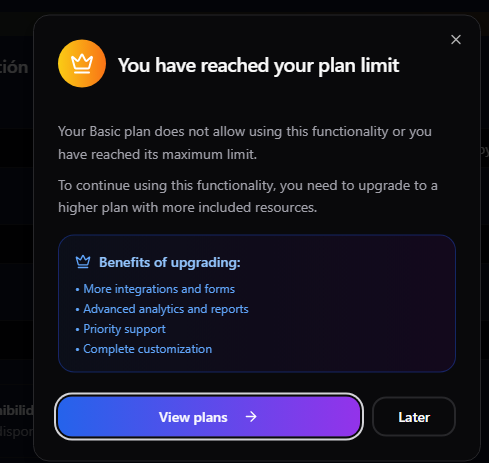 ción
You have reached your plan limit
Your Basic plan does not allow using this functionality or you
have reached its maximum limit.
To continue using this functionality, you need to upgrade to a
higher plan with more included resources.
Benefits of upgrading:
• More integrations and forms
• Advanced analytics and reports
• Priority support
• Complete customization
View plans
Later
nibilid
dispor